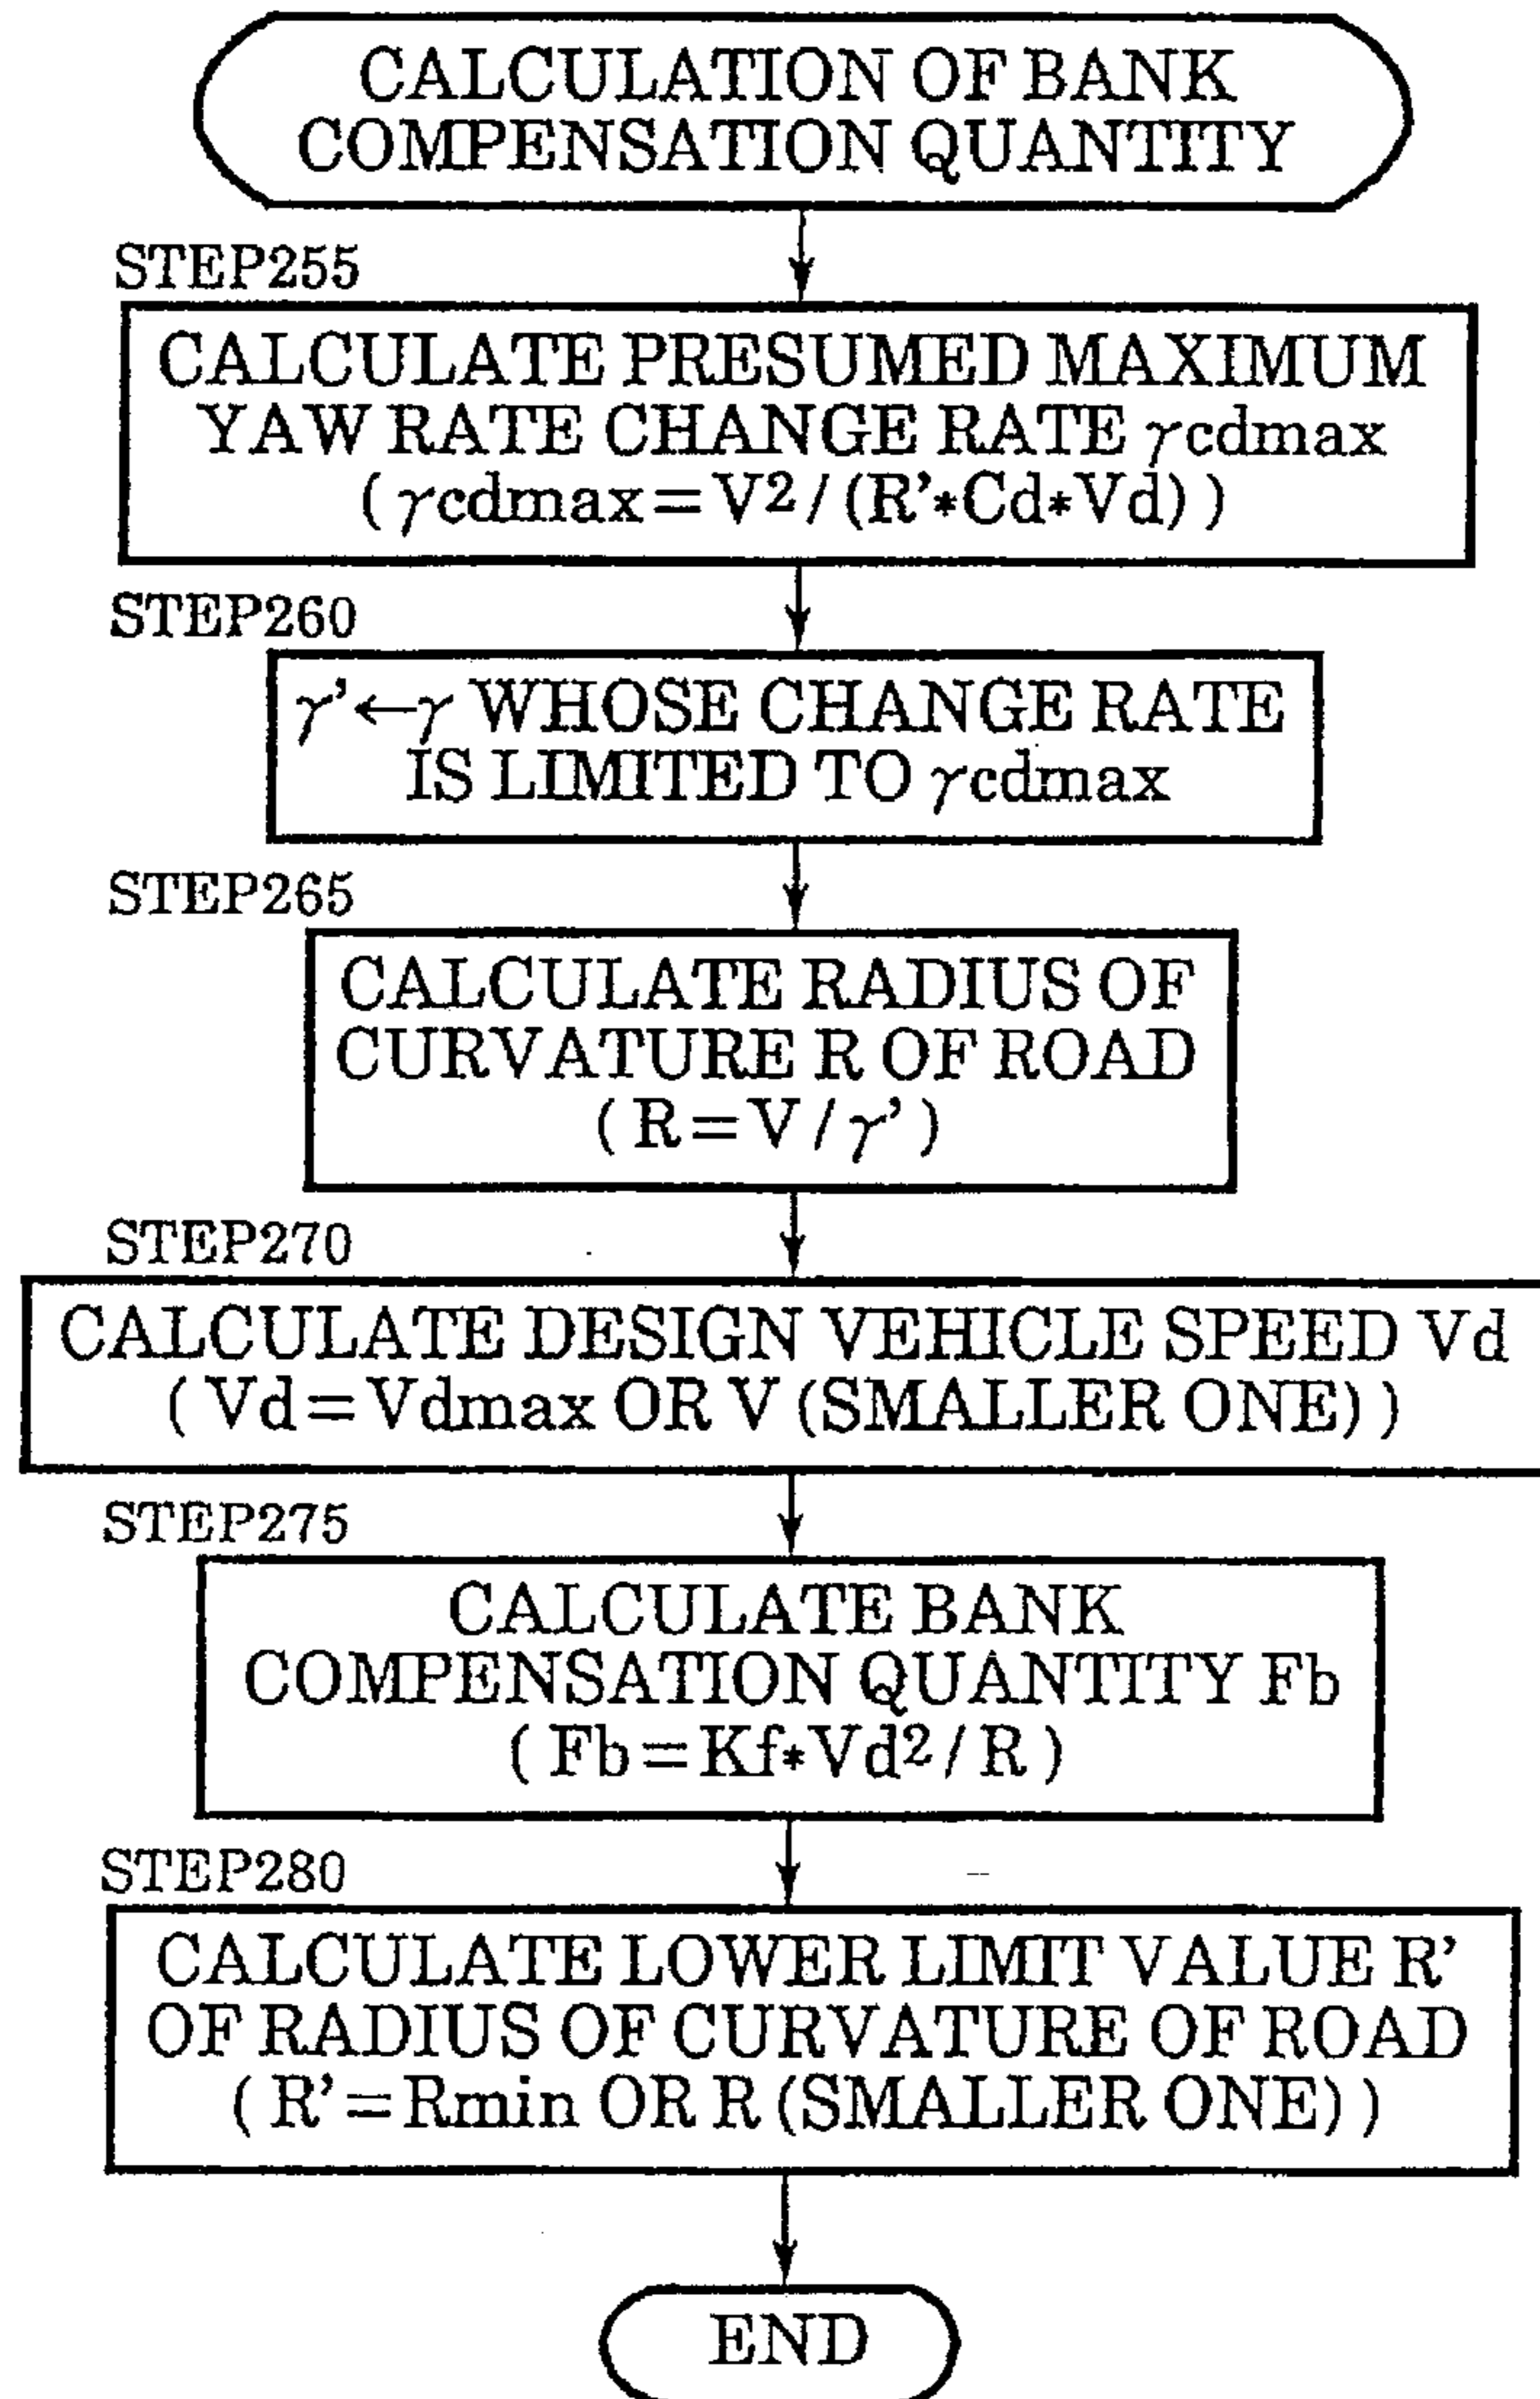 CALCULATION OF BANK
COMPENSATION QUANTITY
STEP255
CALCULATE PRESUMED MAXIMUM
YAW RATE CHANGE RATE γcdmax
(γcdmax=V²/(R'*Cd*Vd))
STEP260
γ'←γ WHOSE CHANGE RATE
IS LIMITED TO γcdmax
STEP265
CALCULATE RADIUS OF
CURVATURE R OF ROAD
(R=V/γ')
STEP270
CALCULATE DESIGN VEHICLE SPEED Vd
(Vd=Vdmax OR V (SMALLER ONE))
STEP275
CALCULATE BANK
COMPENSATION QUANTITY Fb
(Fb=Kf*Vd²/R)
STEP280
CALCULATE LOWER LIMIT VALUE R'
OF RADIUS OF CURVATURE OF ROAD
(R'=Rmin OR R (SMALLER ONE))
END